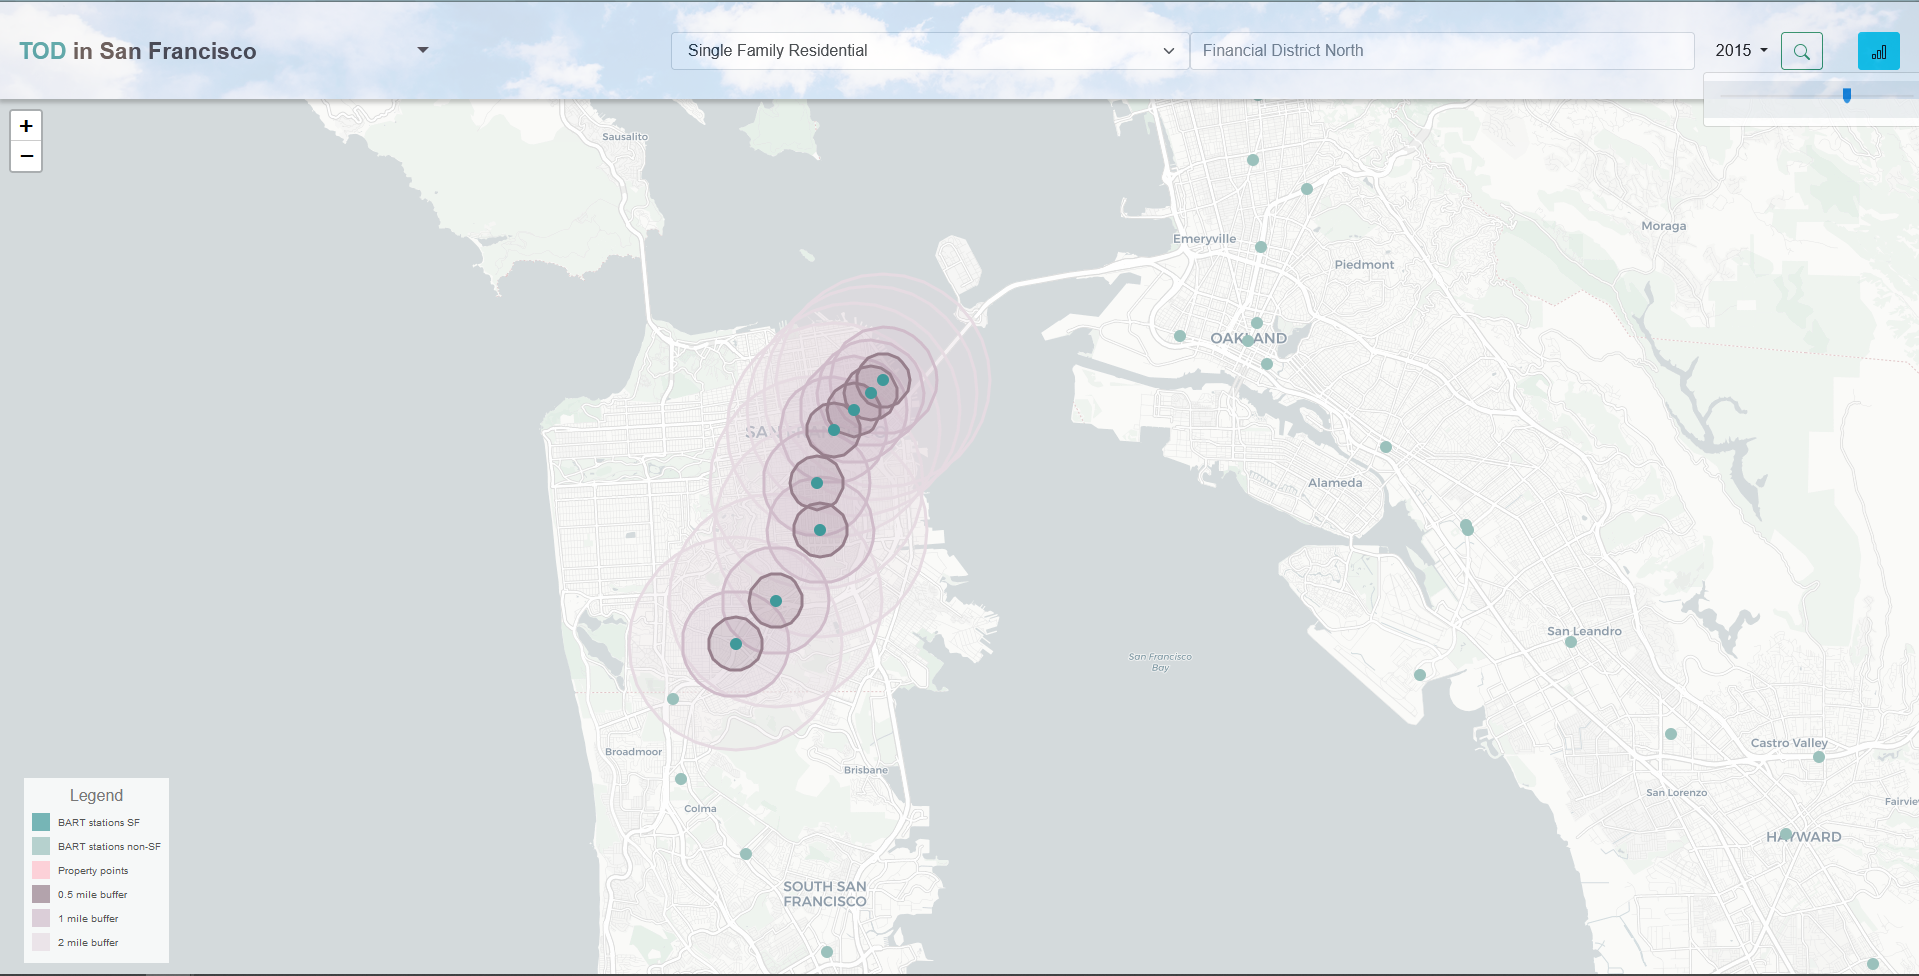 TOD in San Francisco
Single Family Residential
Financial District North
2015
+
−
Sausalito
Emeryville
Moraga
Piedmont
OAKLAND
Alameda
San Leandro
San Francisco
Bay
Broadmoor
Brisbane
Castro Valley
Colma
San Lorenzo
HAYWARD
SOUTH SAN
FRANCISCO
Legend
BART stations SF
BART stations non-SF
Property points
0.5 mile buffer
1 mile buffer
2 mile buffer